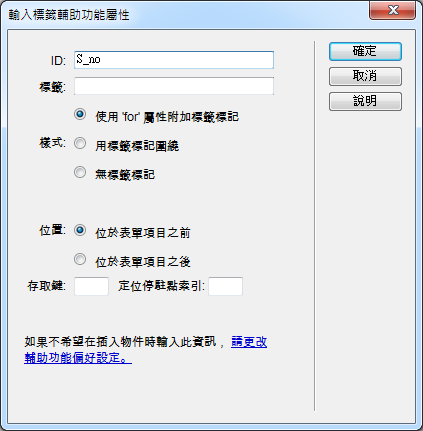 輸入標籤輔助功能屬性
ID: S_no
確定
取消
標籤:
說明
使用 'for' 屬性附加標籤標記
樣式: 用標籤標記圍繞
無標籤標記
位置: 位於表單項目之前
位於表單項目之後
存取鍵: 定位停駐點索引:
如果不希望在插入物件時輸入此資訊，請更改
輔助功能偏好設定。